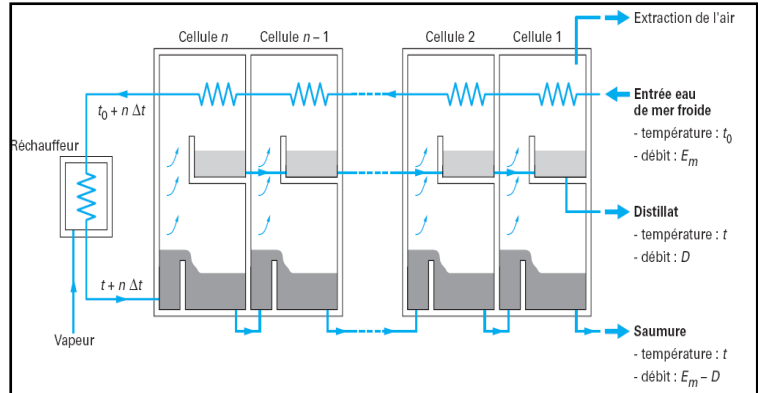 Cellule n
Cellule n – 1
Cellule 2
Cellule 1
Extraction de l'air
t₀ + n Δt
Entrée eau
de mer froide
- température : t₀
- débit : Eₘ
Réchauffeur
Distillat
- température : t
- débit : D
t + n Δt
Vapeur
Saumure
- température : t
- débit : Eₘ – D